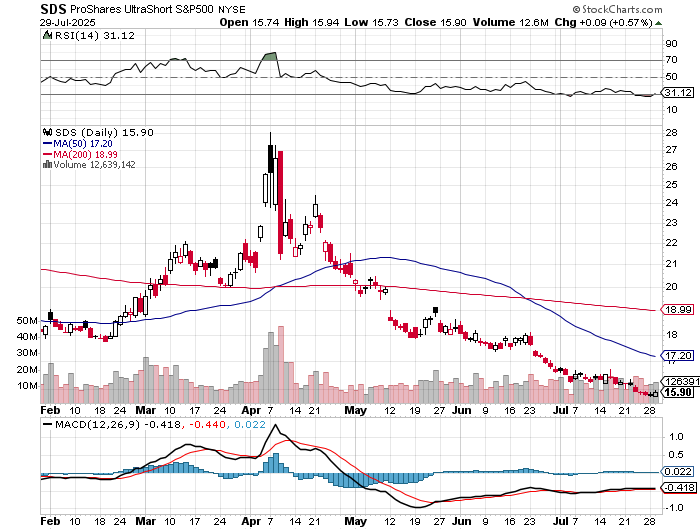 SDS ProShares UltraShort S&P500 NYSE © StockCharts.com
29-Jul-2025 Open 15.74 High 15.94 Low 15.73 Close 15.90 Volume 12.6M Chg +0.09 (+0.57%)
RSI(14) 31.12
90
70
50
31.12
10
SDS (Daily) 15.90
MA(50) 17.20
MA(200) 18.99
Volume 12,639,142
28
27
26
25
24
23
22
21
20
18.99
18
17.20
17
126391
15.90
50M
40M
30M
20M
10M
Feb 10 18 24 Mar 10 17 24 Apr 7 14 21 May 12 19 27 Jun 9 16 23 Jul 7 14 21 28
MACD(12,26,9) -0.418, -0.440, 0.022
1.0
0.5
0.022
-0.418
-1.0
Feb 10 18 24 Mar 10 17 24 Apr 7 14 21 May 12 19 27 Jun 9 16 23 Jul 7 14 21 28